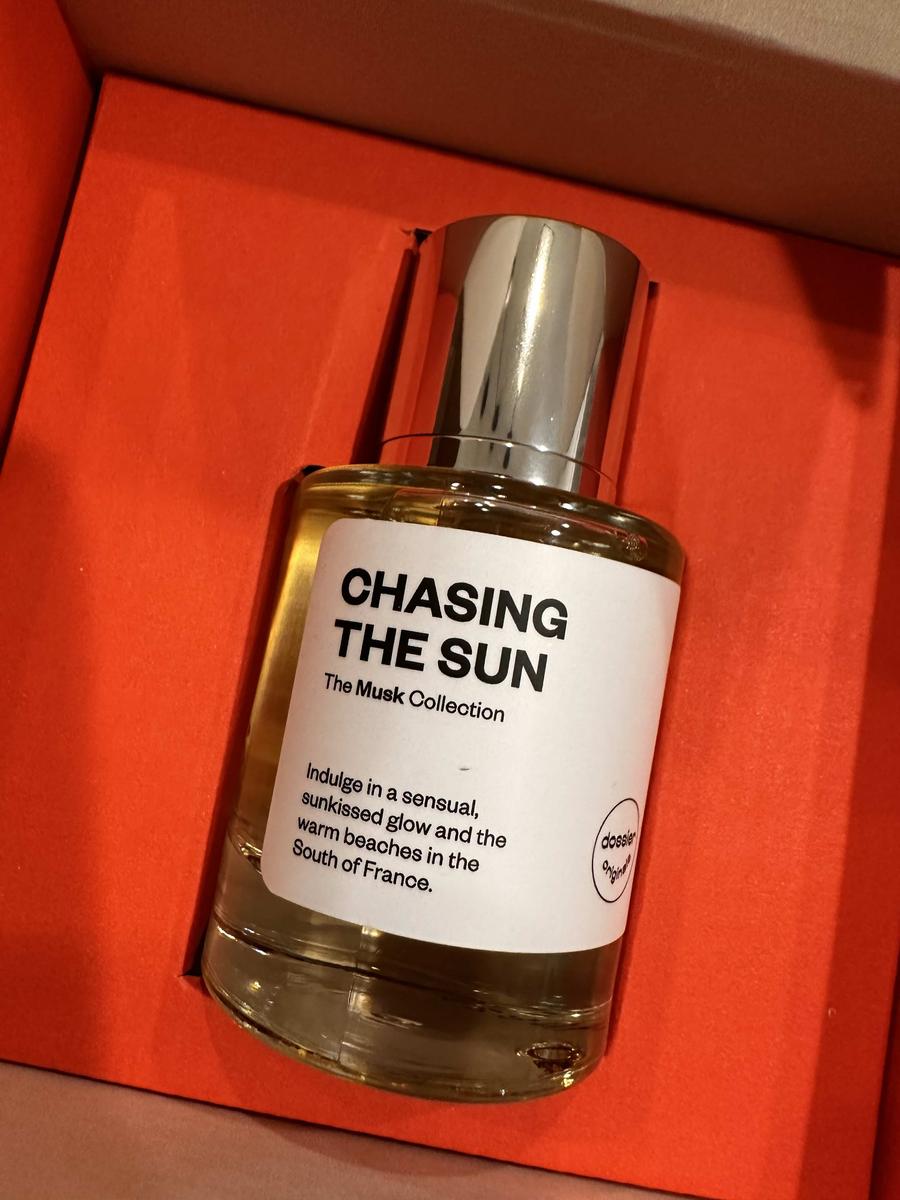 CHASING
THE SUN
The Musk Collection
Indulge in a sensual,
sunkissed glow and the
warm beaches in the
South of France.
dossier
originals